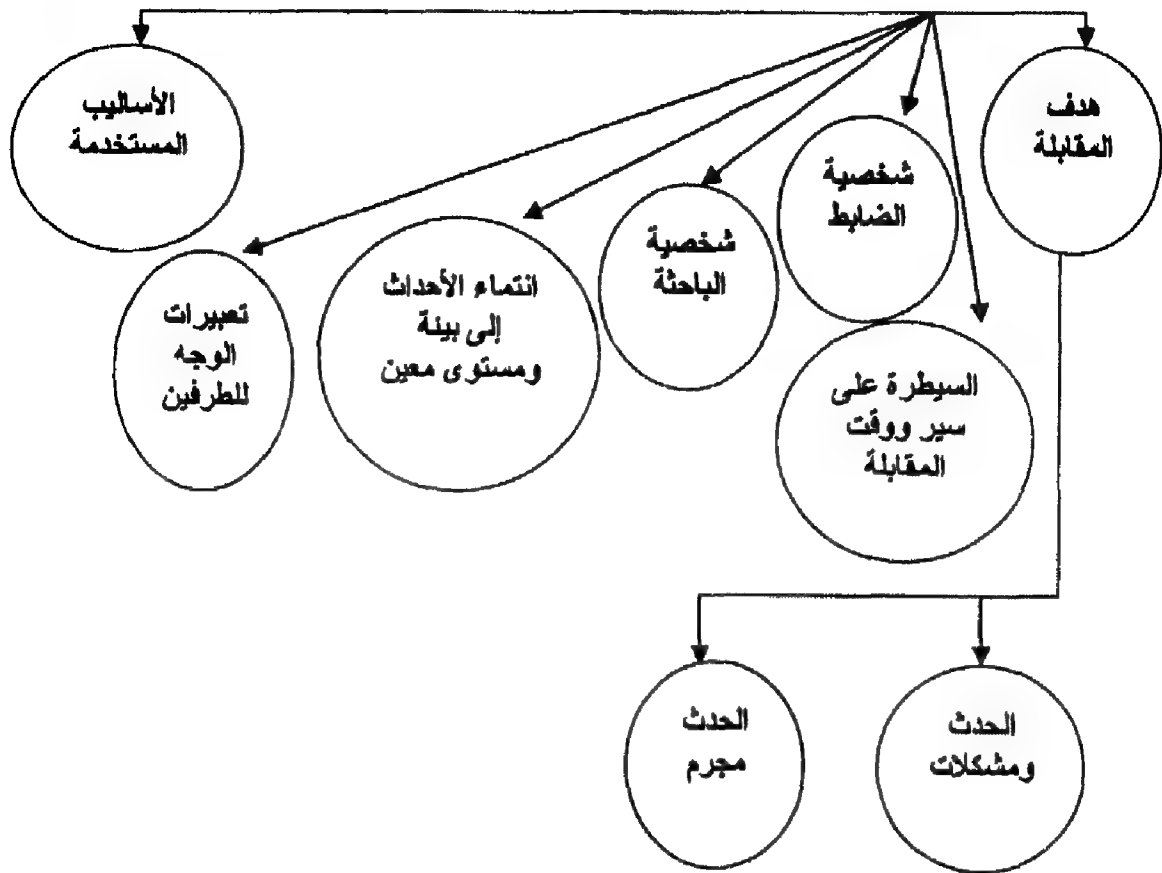 هدف
المقابلة
شخصية
الضابط
السيطرة على
سير ووقت
المقابلة
شخصية
الباحثة
انتماء الأحداث
إلى بيئة
ومستوى معين
تعبيرات
الوجه
للطرفين
الأساليب
المستخدمة
الحدث
ومشكلات
الحدث
مجرم